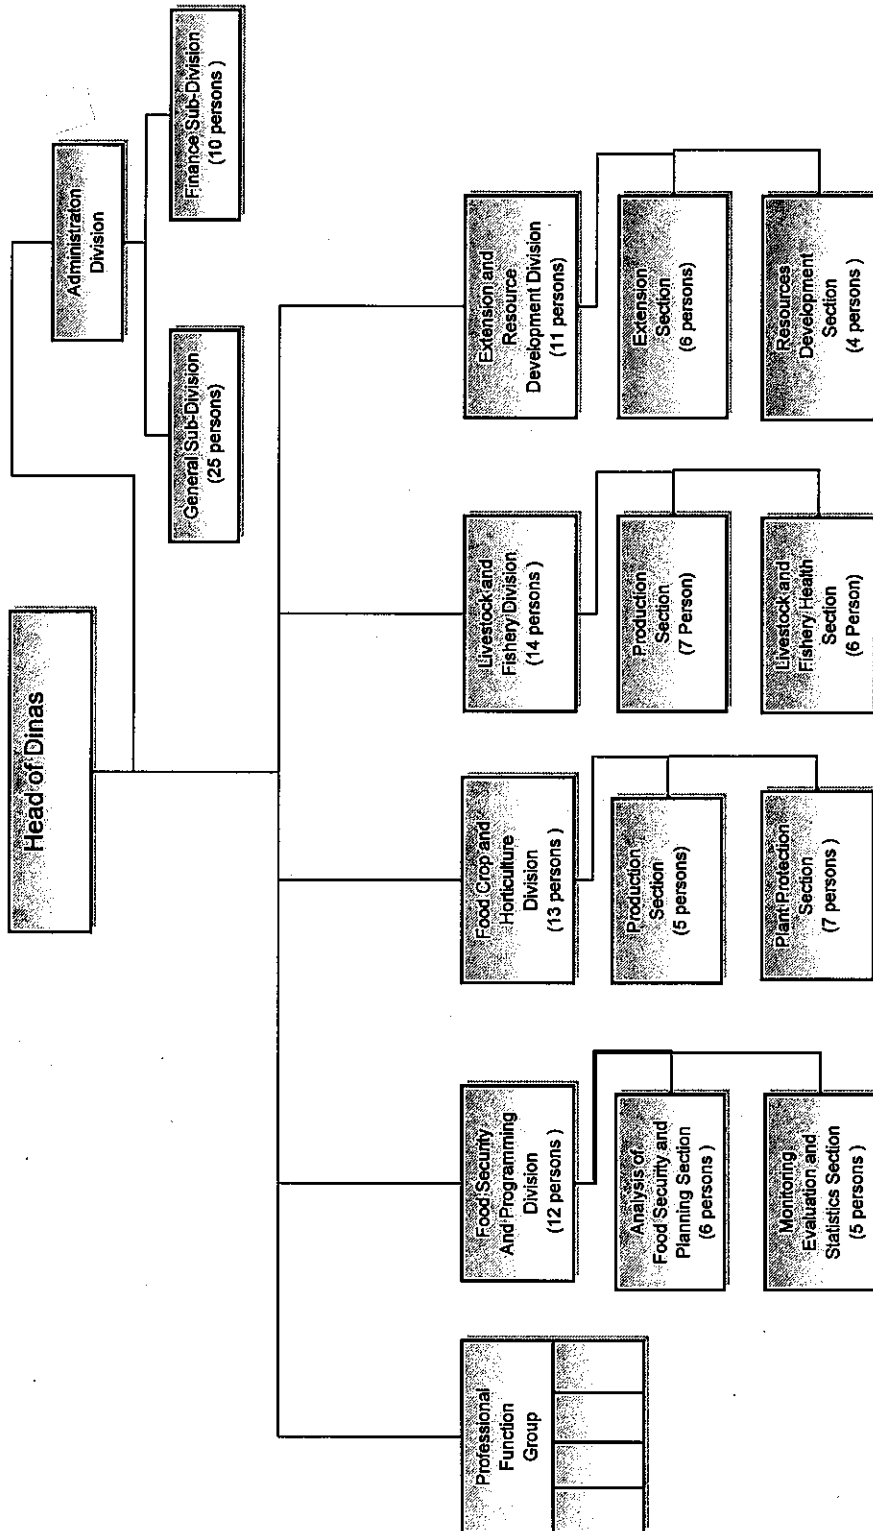 Head of Dinas
Administraton
Division
General Sub-Division
(25 persons)
Finance Sub-Division
(10 persons )
Professional
Function
Group
Food Security
And Programming
Division
(12 persons )
Analysis of
Food Security and
Planning Section
(6 persons )
Monitoring
Evaluation and
Statistics Section
(5 persons )
Food Crop and
Horticulture
Division
(13 persons )
Production
Section
(5 persons)
Plant Protection
Section
(7 persons )
Livestock and
Fishery Division
(14 persons )
Production
Section
(7 Person)
Livestock and
Fishery Health
Section
(6 Person)
Extension and
Resource
Development Division
(11 persons)
Extension
Section
(6 persons)
Resources
Development
Section
(4 persons )